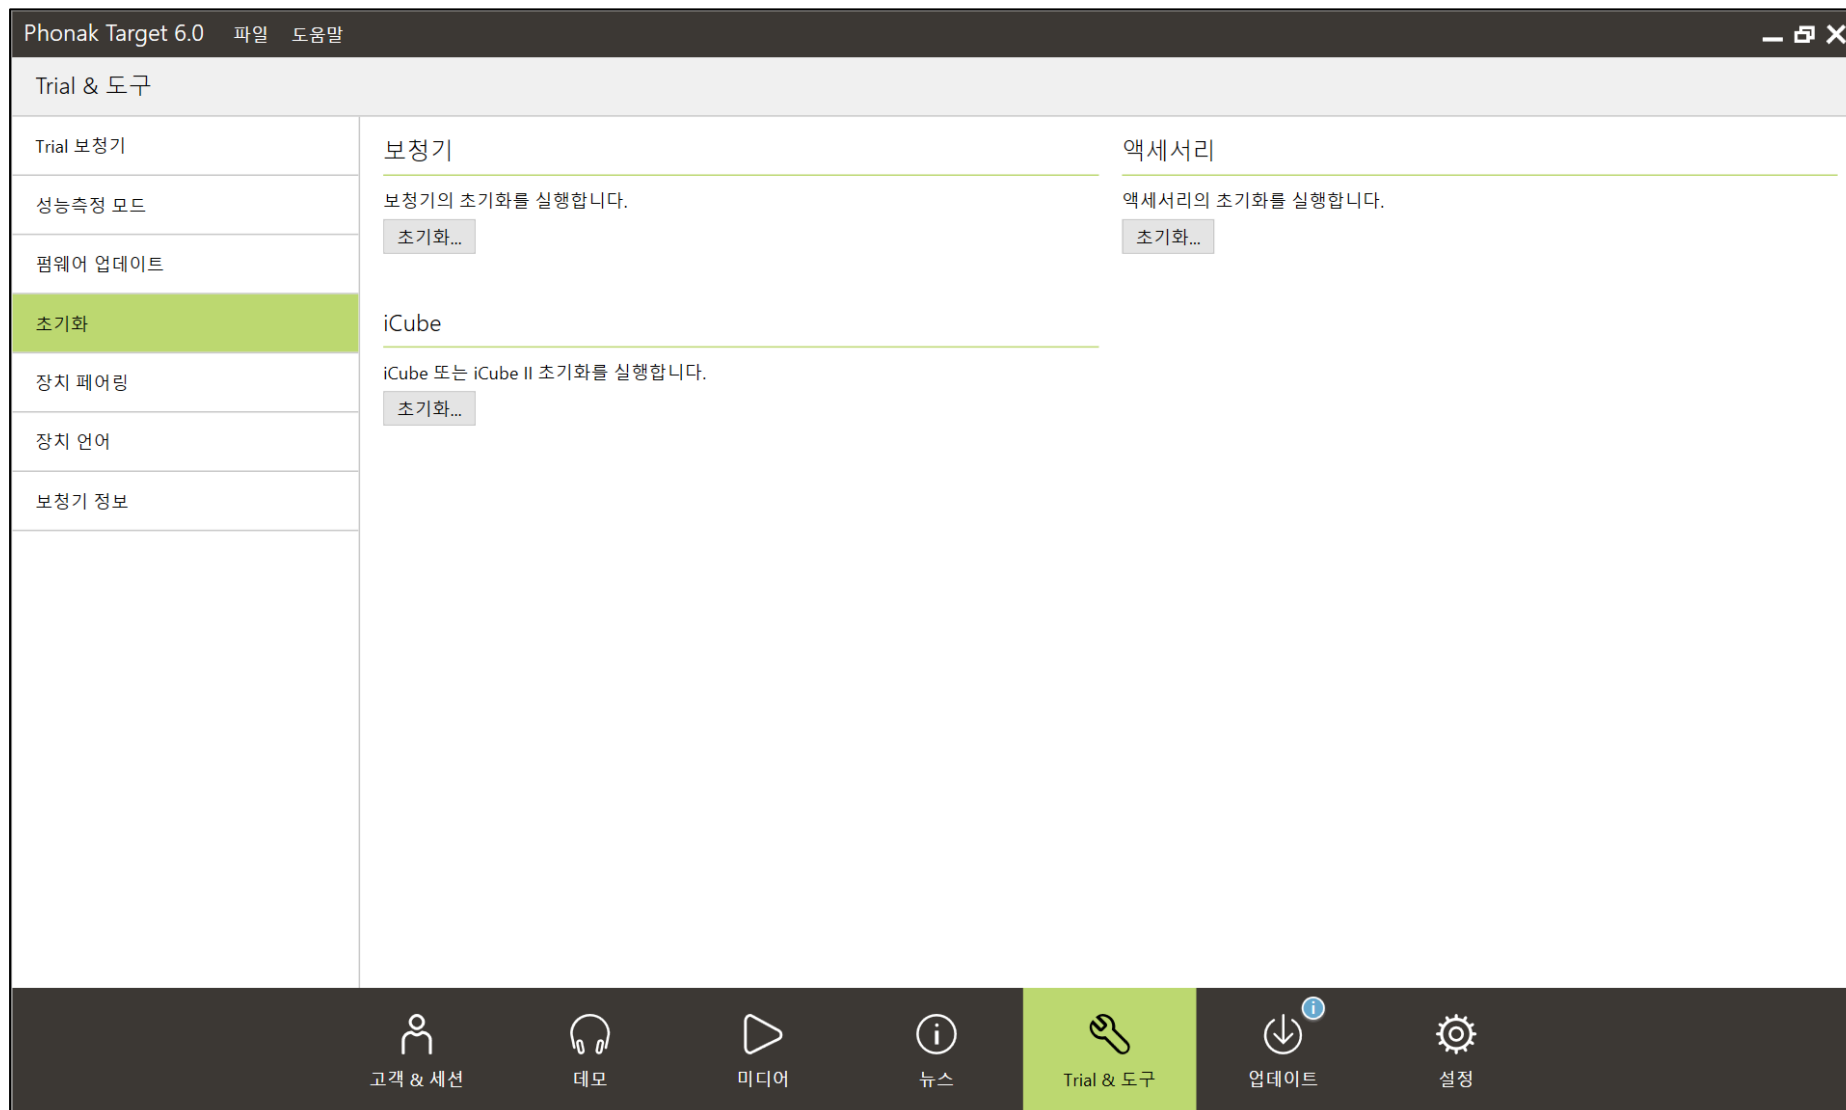 Phonak Target 6.0 파일 도움말
Trial & 도구
Trial 보청기
성능측정 모드
펌웨어 업데이트
초기화
장치 페어링
장치 언어
보청기 정보
보청기
보청기의 초기화를 실행합니다.
초기화...
액세서리
액세서리의 초기화를 실행합니다.
초기화...
iCube
iCube 또는 iCube II 초기화를 실행합니다.
초기화...
고객 & 세션
데모
미디어
뉴스
Trial & 도구
업데이트
설정